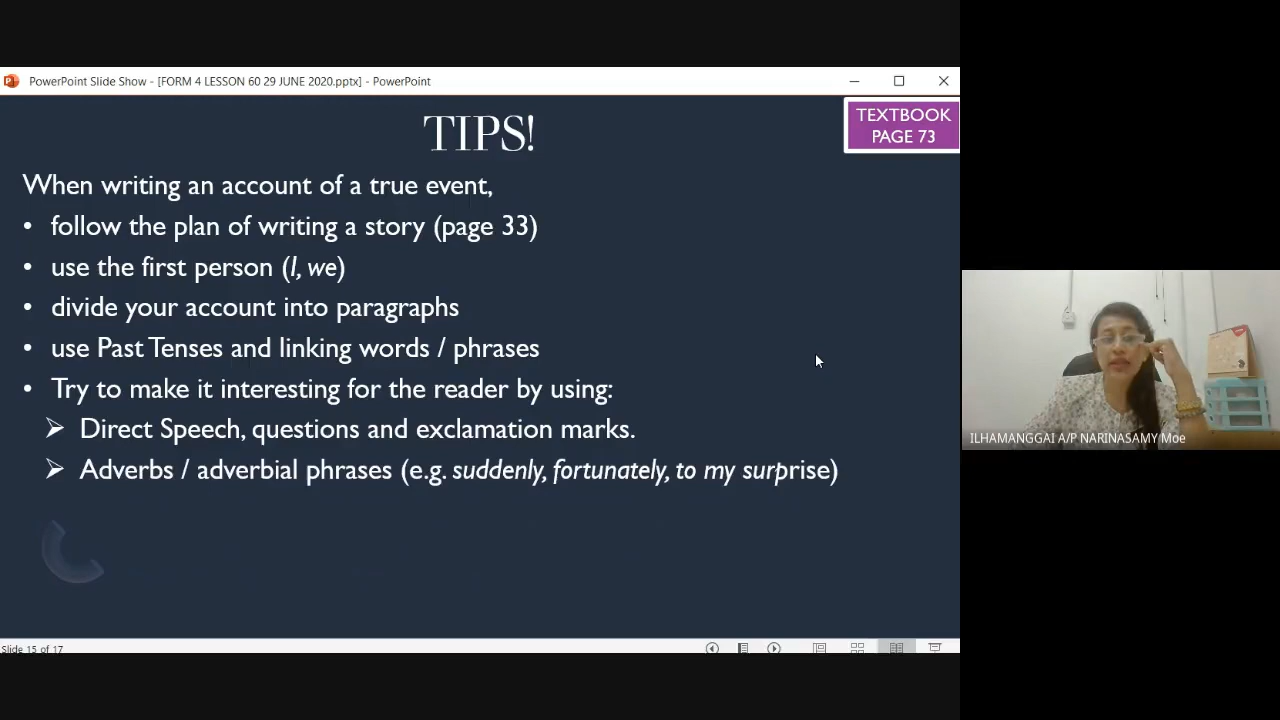 PowerPoint Slide Show - [FORM 4 LESSON 60 29 JUNE 2020.pptx] - PowerPoint
TIPS!
TEXTBOOK
PAGE 73
When writing an account of a true event,
• follow the plan of writing a story (page 33)
• use the first person (I, we)
• divide your account into paragraphs
• use Past Tenses and linking words / phrases
• Try to make it interesting for the reader by using:
➢ Direct Speech, questions and exclamation marks.
➢ Adverbs / adverbial phrases (e.g. suddenly, fortunately, to my surprise)
ILHAMANGGAI A/P NARINASAMY Moe
Slide 15 of 17